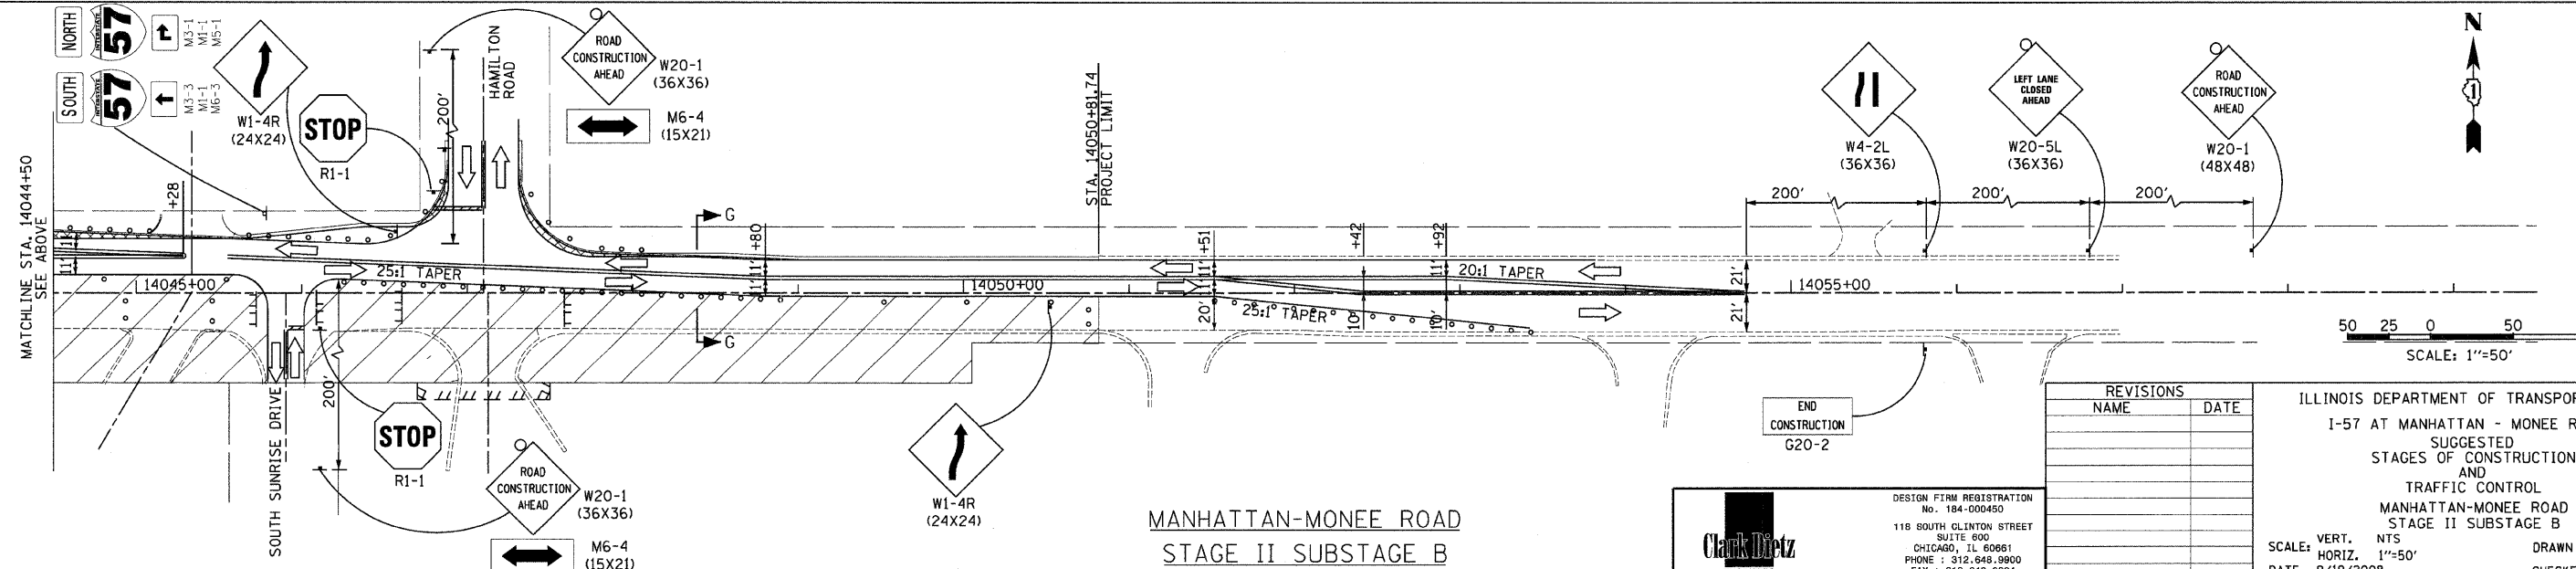 NORTH
INTERSTATE
57
M3-1
M1-1
M5-1
SOUTH
INTERSTATE
57
M3-3
M1-1
M6-3
W1-4R
(24X24)
STOP
R1-1
200'
HAMILTON
ROAD
ROAD
CONSTRUCTION
AHEAD
W20-1
(36X36)
M6-4
(15X21)
STA. 14050+81.74
PROJECT LIMIT
W4-2L
(36X36)
LEFT LANE
CLOSED
AHEAD
W20-5L
(36X36)
ROAD
CONSTRUCTION
AHEAD
W20-1
(48X48)
N
1
200'
200'
200'
MATCHLINE STA. 14044+50
SEE ABOVE
+28
11'
11'
14045+00
25:1 TAPER
G
G
+80
11'
11'
14050+00
+51
11'
11'
20'
25:1 TAPER
+42
10'
+92
11'
10'
20:1 TAPER
21'
21'
14055+00
50 25 0 50
SCALE: 1"=50'
SOUTH SUNRISE DRIVE
200'
STOP
R1-1
ROAD
CONSTRUCTION
AHEAD
W20-1
(36X36)
M6-4
(15X21)
W1-4R
(24X24)
END
CONSTRUCTION
G20-2
MANHATTAN-MONEE ROAD
STAGE II SUBSTAGE B
Clark Dietz
DESIGN FIRM REGISTRATION
No. 184-000450
118 SOUTH CLINTON STREET
SUITE 600
CHICAGO, IL 60661
PHONE : 312.648.9900
REVISIONS
NAME DATE
ILLINOIS DEPARTMENT OF TRANSPOR
I-57 AT MANHATTAN - MONEE R
SUGGESTED
STAGES OF CONSTRUCTION
AND
TRAFFIC CONTROL
MANHATTAN-MONEE ROAD
STAGE II SUBSTAGE B
SCALE: VERT. NTS
HORIZ. 1"=50'
DRAWN